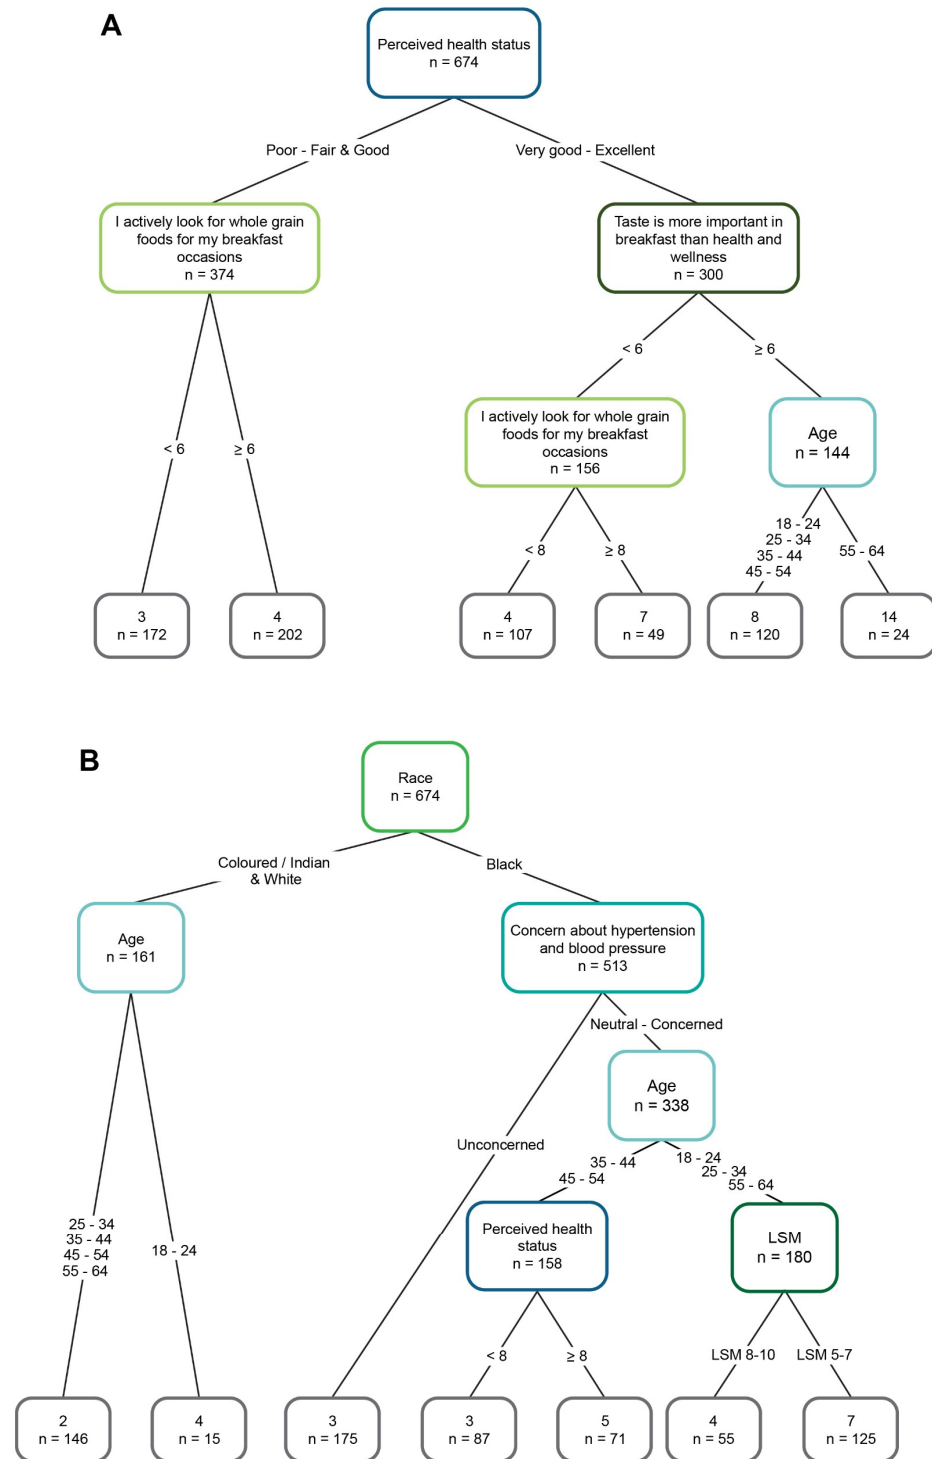 A
Perceived health status
n = 674
Poor - Fair & Good
Very good - Excellent
I actively look for whole grain
foods for my breakfast
occasions
n = 374
Taste is more important in
breakfast than health and
wellness
n = 300
< 6
≥ 6
I actively look for whole grain
foods for my breakfast
occasions
n = 156
Age
n = 144
< 6
≥ 6
< 8
≥ 8
18 - 24
25 - 34
35 - 44
45 - 54
55 - 64
3
n = 172
4
n = 202
4
n = 107
7
n = 49
8
n = 120
14
n = 24
B
Race
n = 674
Coloured / Indian
& White
Black
Age
n = 161
Concern about hypertension
and blood pressure
n = 513
Neutral - Concerned
Age
n = 338
Unconcerned
35 - 44
45 - 54
18 - 24
25 - 34
55 - 64
Perceived health
status
n = 158
LSM
n = 180
25 - 34
35 - 44
45 - 54
55 - 64
18 - 24
< 8
≥ 8
LSM 8-10
LSM 5-7
2
n = 146
4
n = 15
3
n = 175
3
n = 87
5
n = 71
4
n = 55
7
n = 125